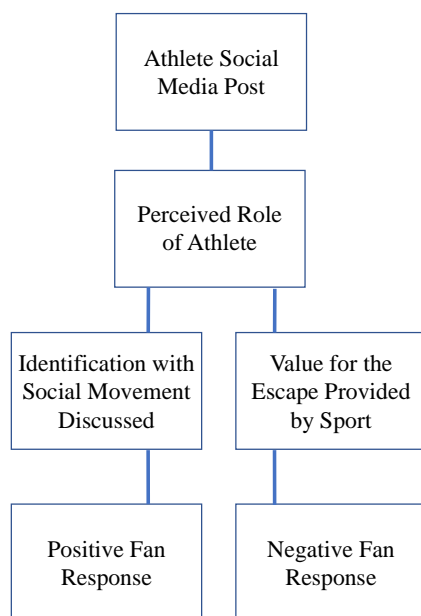 Athlete Social
Media Post
Perceived Role
of Athlete
Identification with
Social Movement
Discussed
Value for the
Escape Provided
by Sport
Positive Fan
Response
Negative Fan
Response